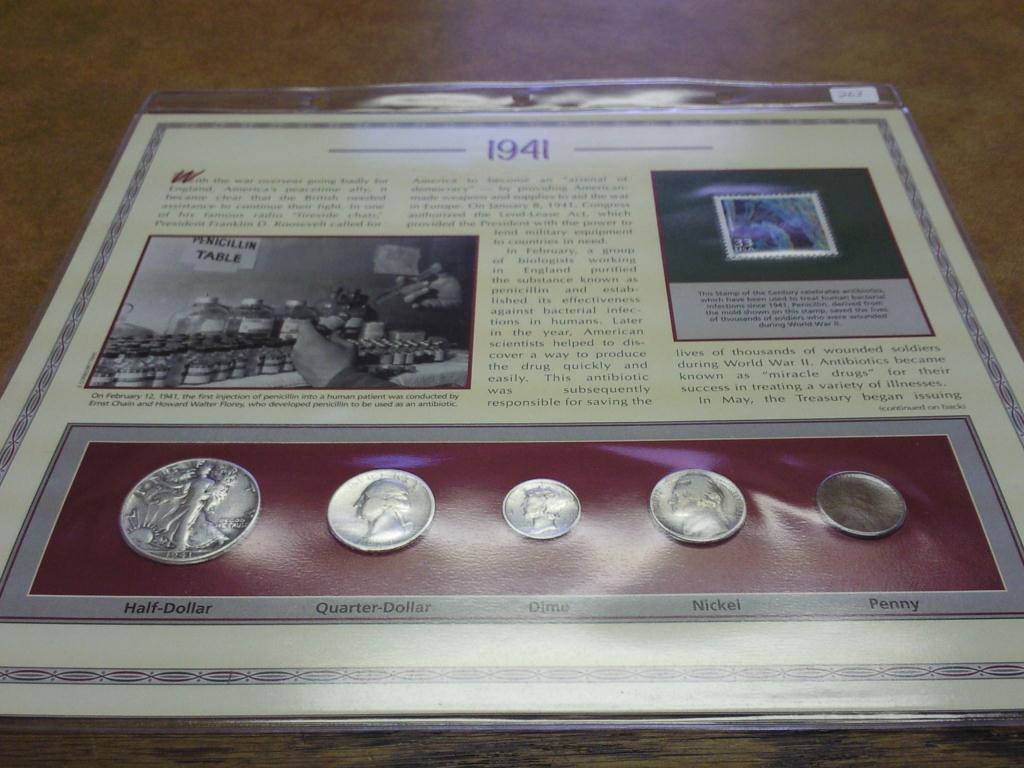 263
1941
With the war overseas going badly for
England, America's peacetime ally, it
became clear that the British needed
assistance to continue their fight. In one
of his famous radio "fireside chats,"
President Franklin D. Roosevelt called for
America to become an "arsenal of
democracy" — by providing American-
made weapons and supplies to aid the war
in Europe. On January 8, 1941, Congress
authorized the Lend-Lease Act, which
provided the President with the power to
lend military equipment
to countries in need.
In February, a group
of biologists working
in England purified
the substance known as
penicillin and estab-
lished its effectiveness
against bacterial infec-
tions in humans. Later
in the year, American
scientists helped to dis-
cover a way to produce
the drug quickly and
easily. This antibiotic
was subsequently
responsible for saving the
PENICILLIN
TABLE
On February 12, 1941, the first injection of penicillin into a human patient was conducted by
Ernst Chain and Howard Walter Florey, who developed penicillin to be used as an antibiotic.
33
USA
This Stamp of the Century celebrates antibiotics,
which have been used to treat human bacterial
infections since 1941. Penicillin, derived from
the mold shown on this stamp, saved the lives
of thousands of soldiers who were wounded
during World War II.
lives of thousands of wounded soldiers
during World War II. Antibiotics became
known as "miracle drugs" for their
success in treating a variety of illnesses.
In May, the Treasury began issuing
(continued on back)
1941
Half-Dollar
Quarter-Dollar
Dime
Nickel
Penny